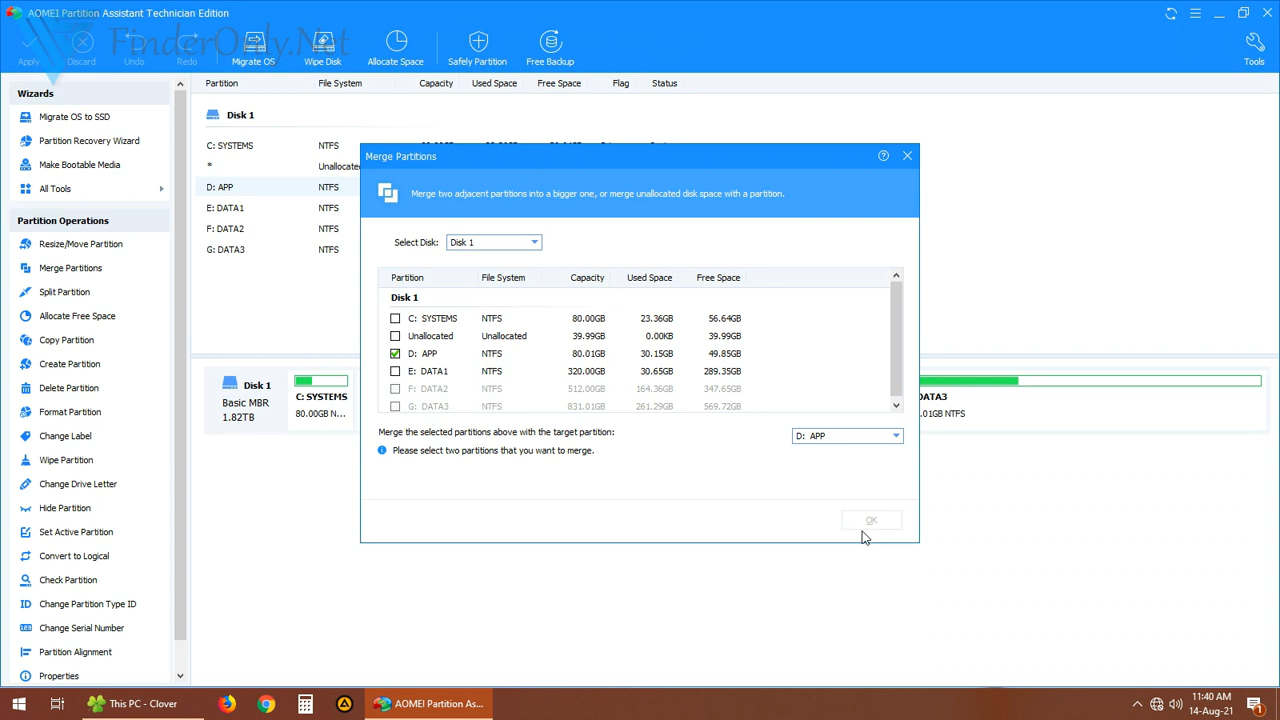 AOMEI Partition Assistant Technician Edition
FinderOnly.Net
Apply Discard Undo Redo Migrate OS Wipe Disk Allocate Space Safely Partition Free Backup Tools
Wizards
Migrate OS to SSD
Partition Recovery Wizard
Make Bootable Media
All Tools
Partition Operations
Resize/Move Partition
Merge Partitions
Split Partition
Allocate Free Space
Copy Partition
Create Partition
Delete Partition
Format Partition
Change Label
Wipe Partition
Change Drive Letter
Hide Partition
Set Active Partition
Convert to Logical
Check Partition
Change Partition Type ID
Change Serial Number
Partition Alignment
Properties
Partition File System Capacity Used Space Free Space Flag Status
Disk 1
C: SYSTEMS NTFS
* Unallocated
D: APP NTFS
E: DATA1 NTFS
F: DATA2 NTFS
G: DATA3 NTFS
Merge Partitions
Merge two adjacent partitions into a bigger one, or merge unallocated disk space with a partition.
Select Disk: Disk 1
Partition File System Capacity Used Space Free Space
Disk 1
C: SYSTEMS NTFS 80.00GB 23.36GB 56.64GB
Unallocated Unallocated 39.99GB 0.00KB 39.99GB
D: APP NTFS 80.01GB 30.15GB 49.85GB
E: DATA1 NTFS 320.00GB 30.65GB 289.35GB
F: DATA2 NTFS 512.00GB 164.36GB 347.65GB
G: DATA3 NTFS 831.01GB 261.29GB 569.72GB
Merge the selected partitions above with the target partition: D: APP
Please select two partitions that you want to merge.
OK
Disk 1
Basic MBR
1.82TB
C: SYSTEMS
80.00GB N...
DATA3
.01GB NTFS
This PC - Clover
AOMEI Partition As...
11:40 AM
14-Aug-21
1